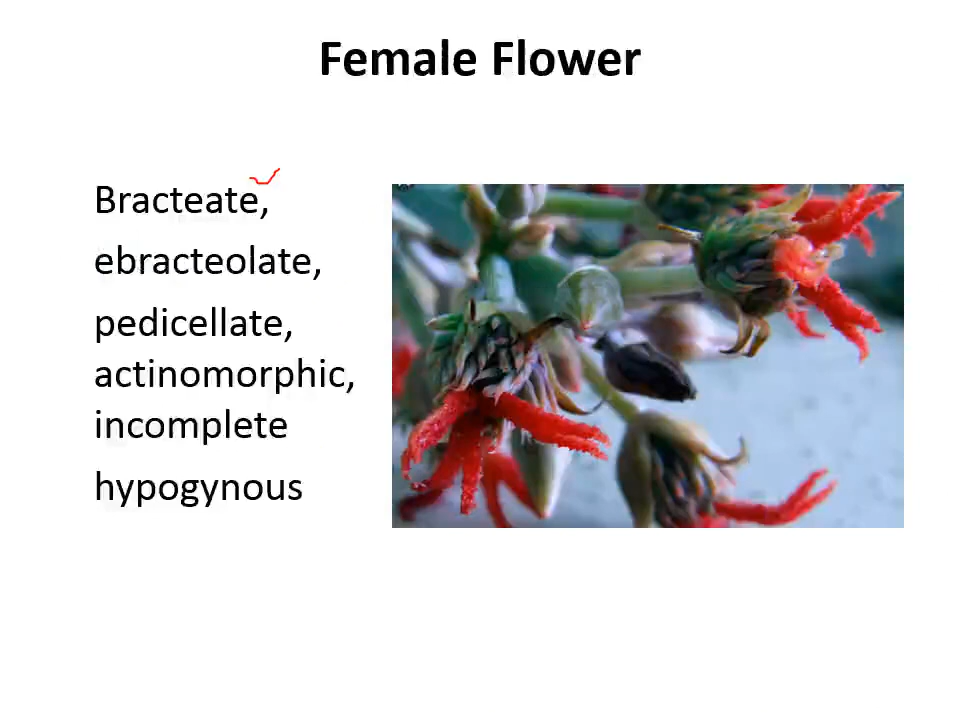 Female Flower
Bracteate,
ebracteolate,
pedicellate,
actinomorphic,
incomplete
hypogynous